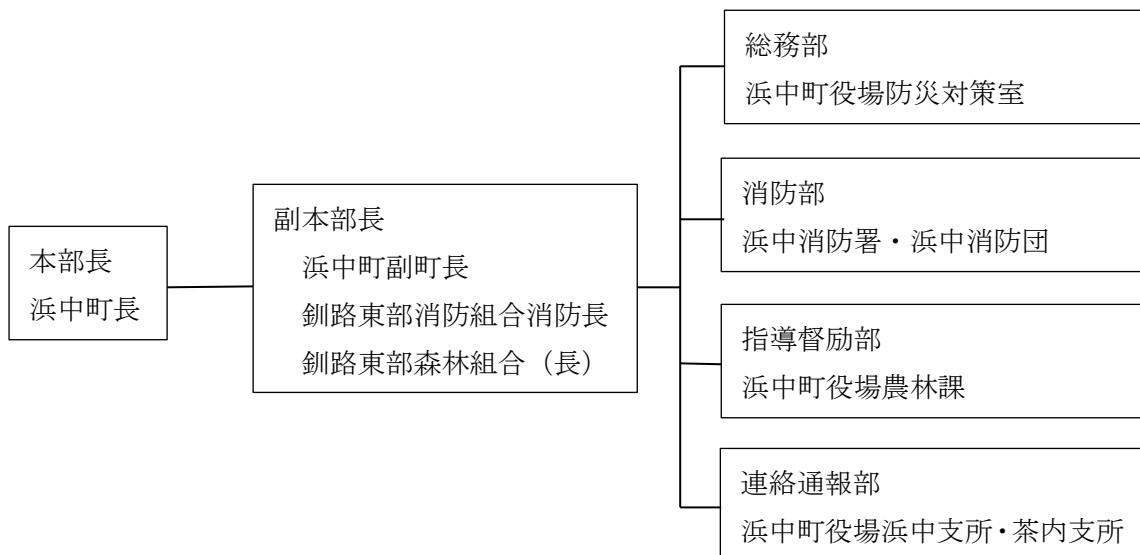 本部長
浜中町長
副本部長
浜中町副町長
釧路東部消防組合消防長
釧路東部森林組合（長）
総務部
浜中町役場防災対策室
消防部
浜中消防署・浜中消防団
指導督励部
浜中町役場農林課
連絡通報部
浜中町役場浜中支所・茶内支所